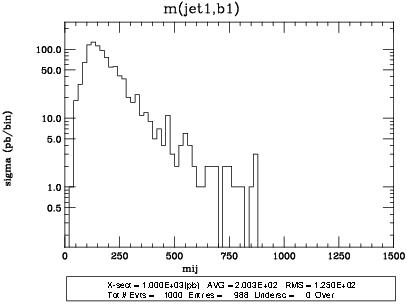 m(jet1,b1)
sigma (pb/bin)
100.0
50.0
10.0
5.0
1.0
0.5
0 250 500 750 1000 1250 1500
mij
X-sect = 1.000E+03(pb) AVG = 2.003E+02 RMS = 1.250E+02
Tot # Evts = 1000 Entries = 988 Undersc = 0 Over